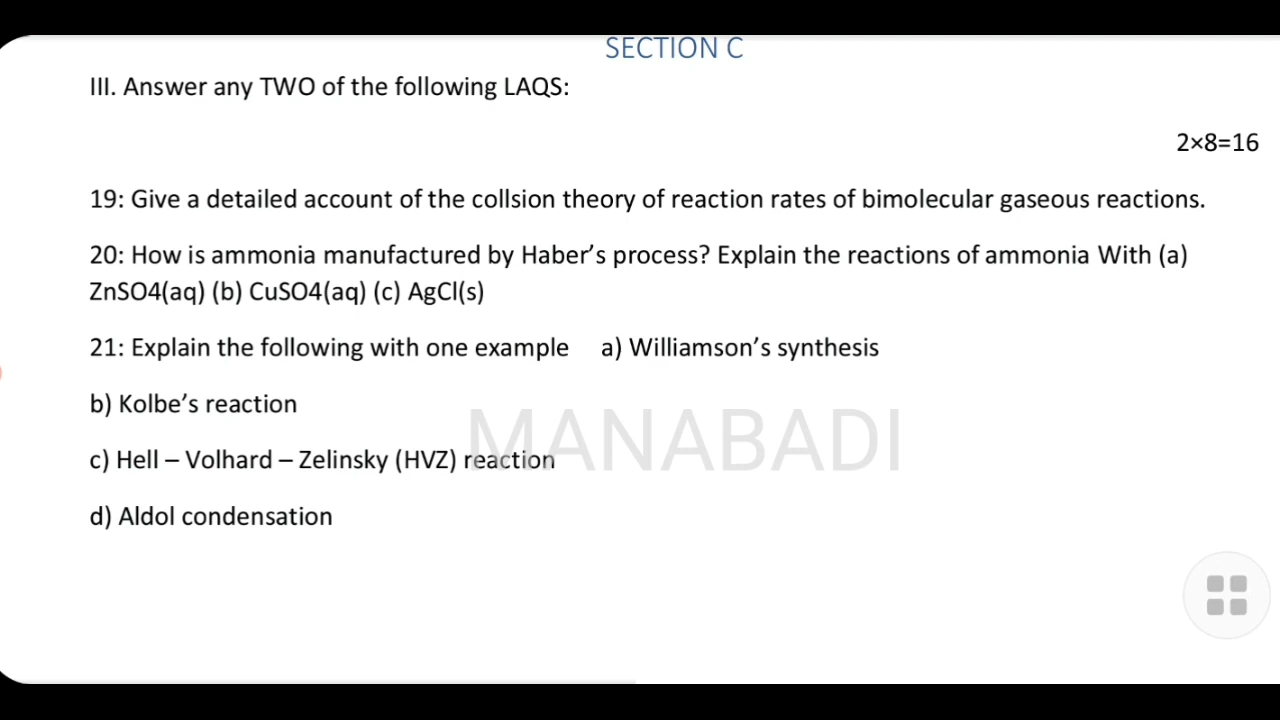 SECTION C
III. Answer any TWO of the following LAQS:
2×8=16
19: Give a detailed account of the collsion theory of reaction rates of bimolecular gaseous reactions.
20: How is ammonia manufactured by Haber’s process? Explain the reactions of ammonia With (a)
ZnSO4(aq) (b) CuSO4(aq) (c) AgCl(s)
21: Explain the following with one example a) Williamson’s synthesis
b) Kolbe’s reaction
MANABADI
c) Hell – Volhard – Zelinsky (HVZ) reaction
d) Aldol condensation